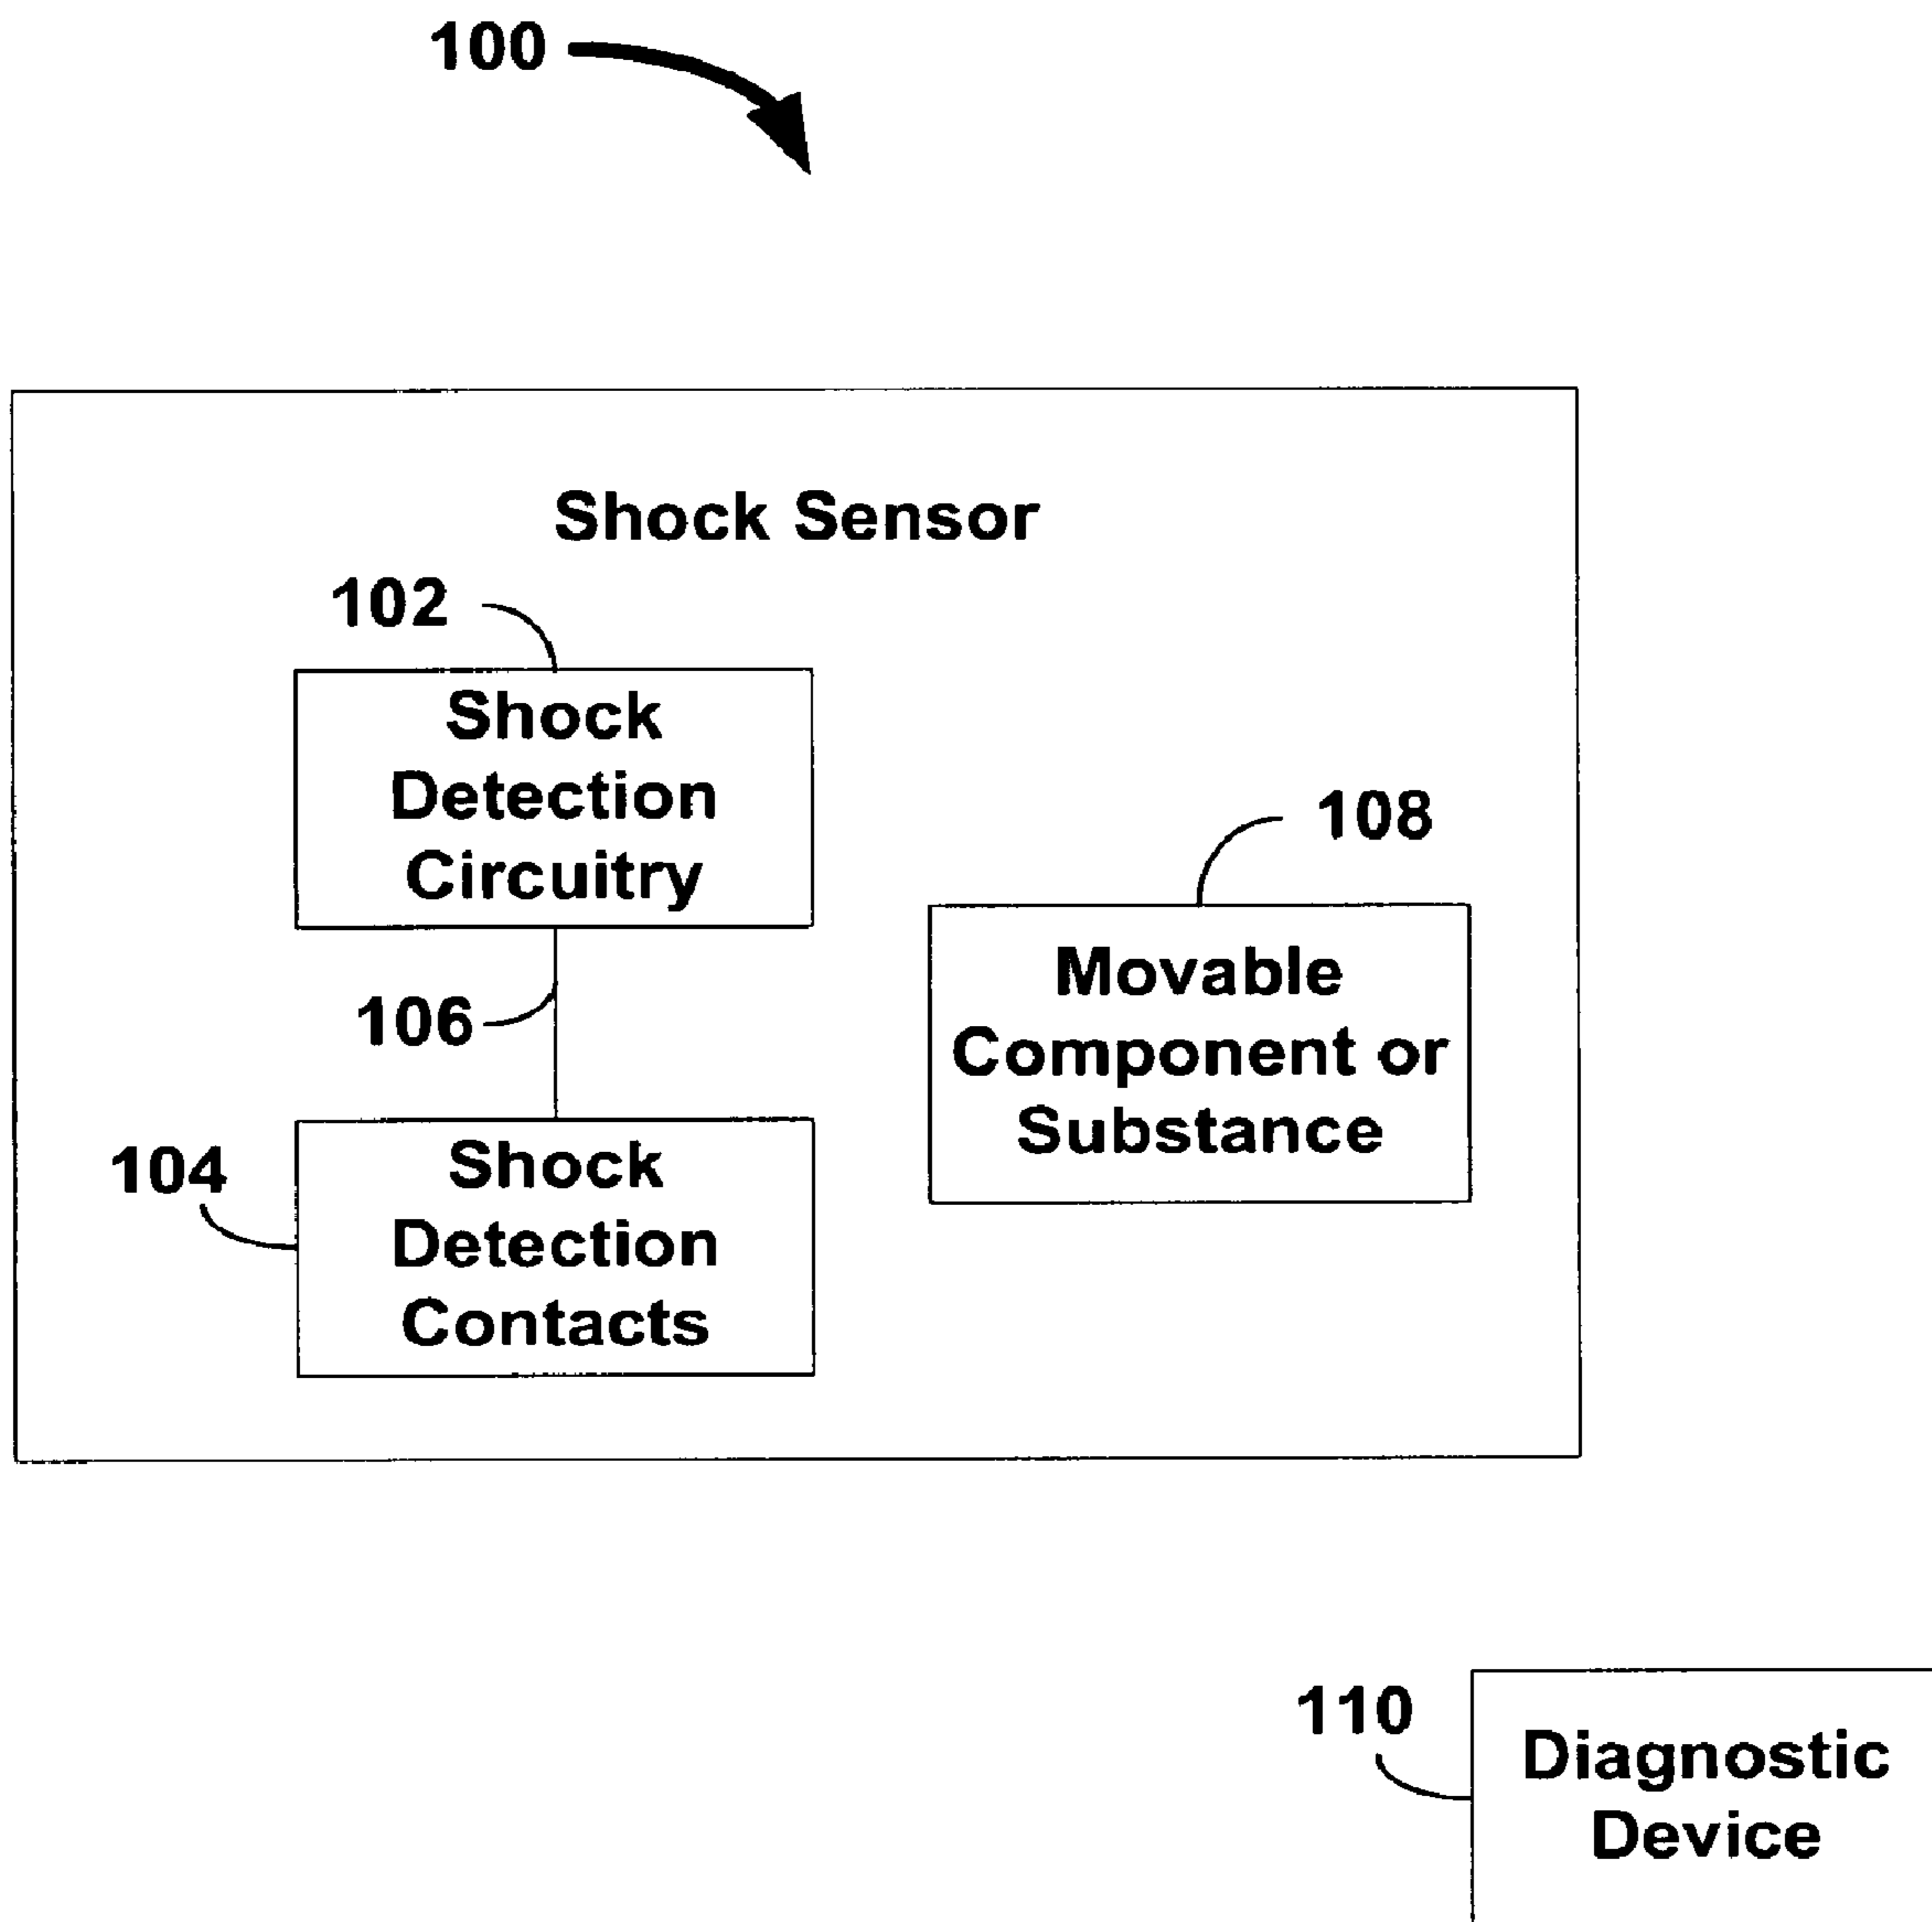 100
Shock Sensor
102
Shock
Detection
Circuitry
108
Movable
Component or
Substance
106
104
Shock
Detection
Contacts
110
Diagnostic
Device